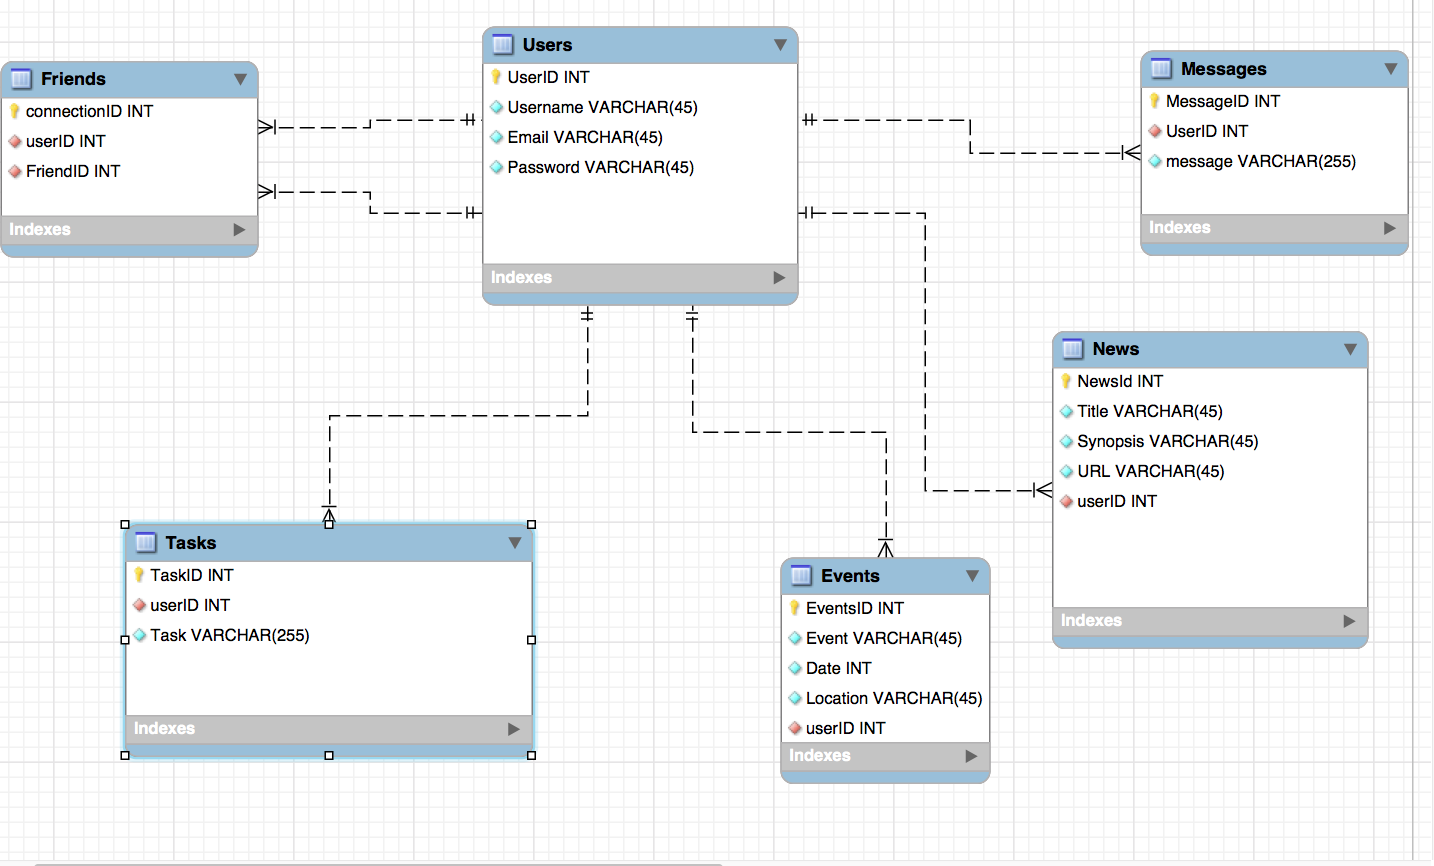 Friends
connectionID INT
userID INT
FriendID INT
Indexes
Users
UserID INT
Username VARCHAR(45)
Email VARCHAR(45)
Password VARCHAR(45)
Indexes
Messages
MessageID INT
UserID INT
message VARCHAR(255)
Indexes
News
NewsId INT
Title VARCHAR(45)
Synopsis VARCHAR(45)
URL VARCHAR(45)
userID INT
Indexes
Tasks
TaskID INT
userID INT
Task VARCHAR(255)
Indexes
Events
EventsID INT
Event VARCHAR(45)
Date INT
Location VARCHAR(45)
userID INT
Indexes